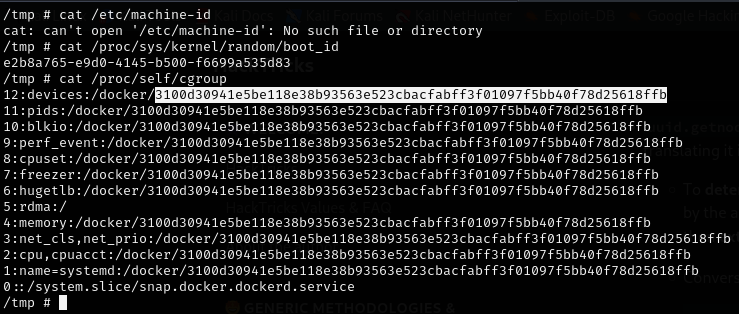 /tmp # cat /etc/machine-id
cat: can't open '/etc/machine-id': No such file or directory
/tmp # cat /proc/sys/kernel/random/boot_id
e2b8a765-e9d0-4145-b500-f6699a535d83
/tmp # cat /proc/self/cgroup
12:devices:/docker/3100d30941e5be118e38b93563e523cbacfabff3f01097f5bb40f78d25618ffb
11:pids:/docker/3100d30941e5be118e38b93563e523cbacfabff3f01097f5bb40f78d25618ffb
10:blkio:/docker/3100d30941e5be118e38b93563e523cbacfabff3f01097f5bb40f78d25618ffb
9:perf_event:/docker/3100d30941e5be118e38b93563e523cbacfabff3f01097f5bb40f78d25618ffb
8:cpuset:/docker/3100d30941e5be118e38b93563e523cbacfabff3f01097f5bb40f78d25618ffb
7:freezer:/docker/3100d30941e5be118e38b93563e523cbacfabff3f01097f5bb40f78d25618ffb
6:hugetlb:/docker/3100d30941e5be118e38b93563e523cbacfabff3f01097f5bb40f78d25618ffb
5:rdma:/
4:memory:/docker/3100d30941e5be118e38b93563e523cbacfabff3f01097f5bb40f78d25618ffb
3:net_cls,net_prio:/docker/3100d30941e5be118e38b93563e523cbacfabff3f01097f5bb40f78d25618ffb
2:cpu,cpuacct:/docker/3100d30941e5be118e38b93563e523cbacfabff3f01097f5bb40f78d25618ffb
1:name=systemd:/docker/3100d30941e5be118e38b93563e523cbacfabff3f01097f5bb40f78d25618ffb
0::/system.slice/snap.docker.dockerd.service
/tmp #